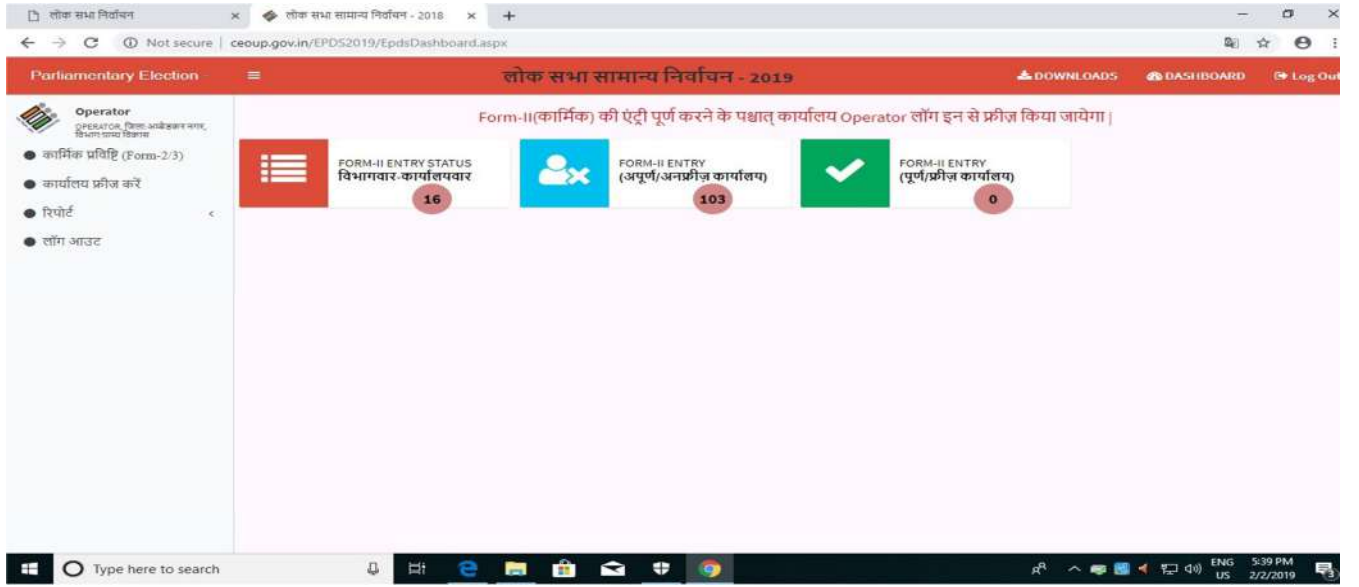 लोक सभा निर्वाचन
लोक सभा सामान्य निर्वाचन - 2018
Not secure | ceoup.gov.in/EPDS2019/EpdsDashboard.aspx
Parliamentary Election
लोक सभा सामान्य निर्वाचन - 2019
DOWNLOADS
DASHBOARD
Log Out
Operator
OPERATOR, जिला-अम्बेडकर नगर,
विभाग-ग्राम्य विकास
कार्मिक प्रविष्टि (Form-2/3)
कार्यालय फ्रीज करें
रिपोर्ट
लॉग आउट
Form-II(कार्मिक) की एंट्री पूर्ण करने के पश्चात् कार्यालय Operator लॉग इन से फ्रीज़ किया जायेगा |
FORM-II ENTRY STATUS
विभागवार-कार्यालयवार
16
FORM-II ENTRY
(अपूर्ण/अनफ्रीज़ कार्यालय)
103
FORM-II ENTRY
(पूर्ण/फ्रीज़ कार्यालय)
0
Type here to search
ENG
US
5:39 PM
2/2/2019
3